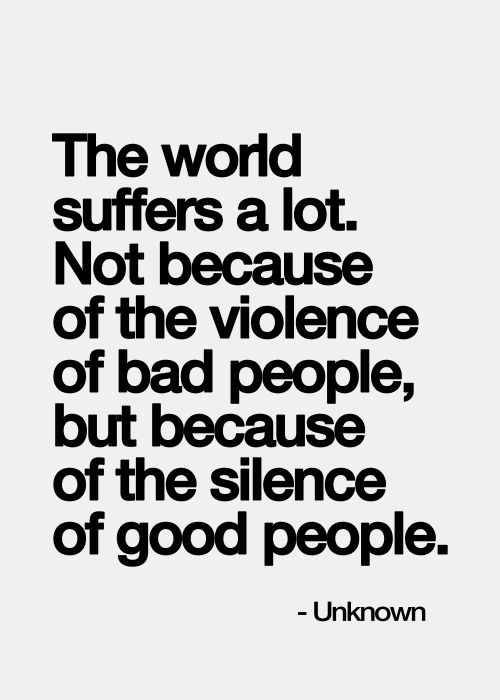 The world
suffers a lot.
Not because
of the violence
of bad people,
but because
of the silence
of good people.
- Unknown